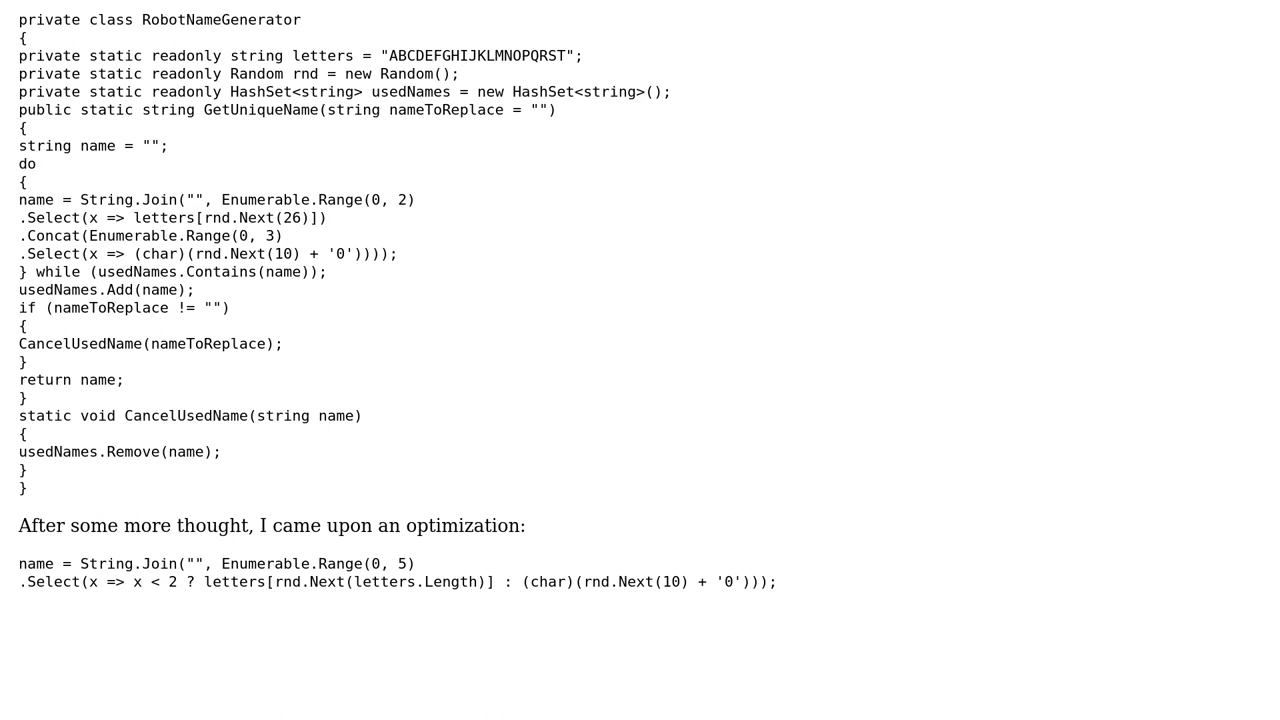 private class RobotNameGenerator
{
private static readonly string letters = "ABCDEFGHIJKLMNOPQRST";
private static readonly Random rnd = new Random();
private static readonly HashSet<string> usedNames = new HashSet<string>();
public static string GetUniqueName(string nameToReplace = "")
{
string name = "";
do
{
name = String.Join("", Enumerable.Range(0, 2)
.Select(x => letters[rnd.Next(26)])
.Concat(Enumerable.Range(0, 3)
.Select(x => (char)(rnd.Next(10) + '0'))));
} while (usedNames.Contains(name));
usedNames.Add(name);
if (nameToReplace != "")
{
CancelUsedName(nameToReplace);
}
return name;
}
static void CancelUsedName(string name)
{
usedNames.Remove(name);
}
}
After some more thought, I came upon an optimization:
name = String.Join("", Enumerable.Range(0, 5)
.Select(x => x < 2 ? letters[rnd.Next(letters.Length)] : (char)(rnd.Next(10) + '0')));